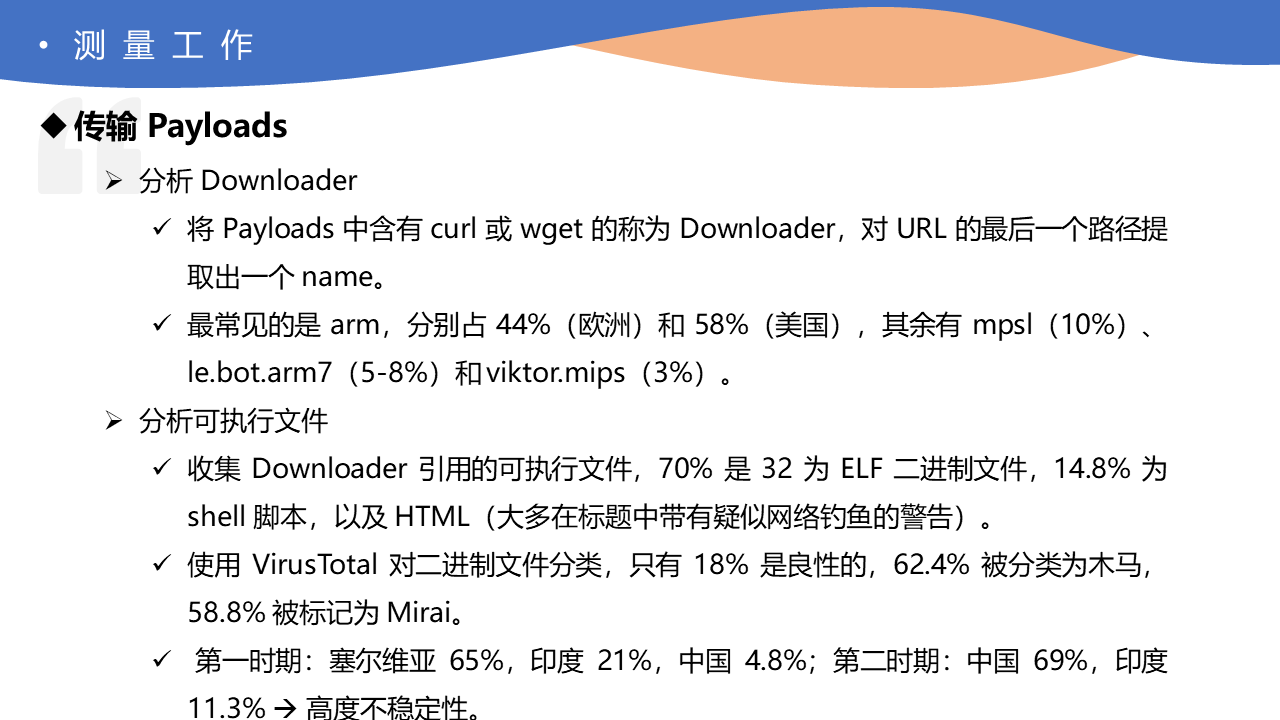 • 测量工作
◆传输 Payloads
➢ 分析 Downloader
✓ 将 Payloads 中含有 curl 或 wget 的称为 Downloader，对 URL 的最后一个路径提
取出一个 name。
✓ 最常见的是 arm，分别占 44%（欧洲）和 58%（美国），其余有 mpsl（10%）、
le.bot.arm7（5-8%）和viktor.mips（3%）。
➢ 分析可执行文件
✓ 收集 Downloader 引用的可执行文件，70% 是 32 为 ELF 二进制文件，14.8% 为
shell 脚本，以及 HTML（大多在标题中带有疑似网络钓鱼的警告）。
✓ 使用 VirusTotal 对二进制文件分类，只有 18% 是良性的，62.4% 被分类为木马，
58.8% 被标记为 Mirai。
✓ 第一时期：塞尔维亚 65%，印度 21%，中国 4.8%；第二时期：中国 69%，印度
11.3% → 高度不稳定性。